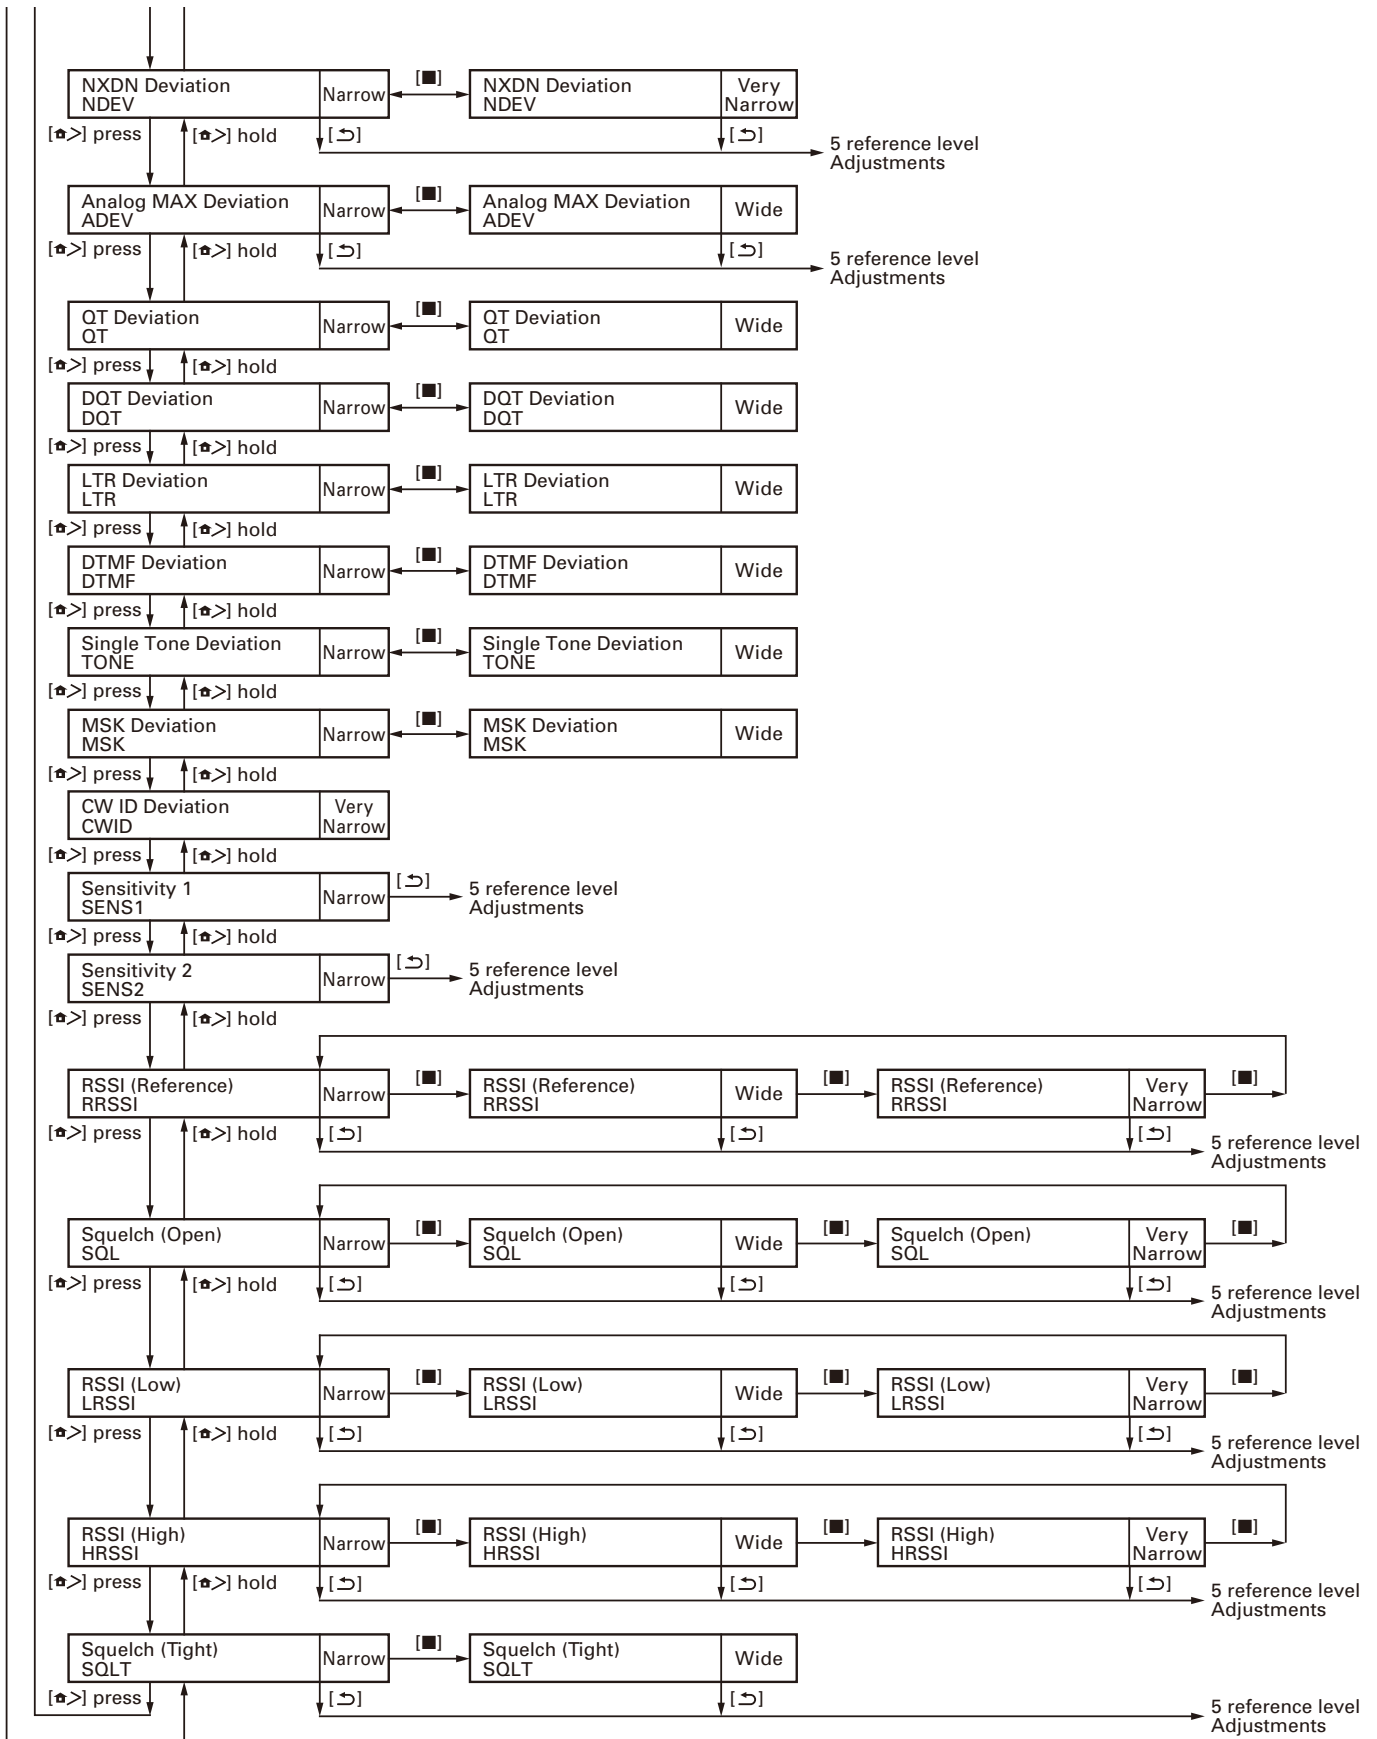 NXDN Deviation
NDEV
Narrow
[■]
NXDN Deviation
NDEV
Very
Narrow
[>] press
[>] hold
[⮌]
[⮌]
5 reference level
Adjustments
Analog MAX Deviation
ADEV
Narrow
[■]
Analog MAX Deviation
ADEV
Wide
[>] press
[>] hold
[⮌]
[⮌]
5 reference level
Adjustments
QT Deviation
QT
Narrow
[■]
QT Deviation
QT
Wide
[>] press
[>] hold
DQT Deviation
DQT
Narrow
[■]
DQT Deviation
DQT
Wide
[>] press
[>] hold
LTR Deviation
LTR
Narrow
[■]
LTR Deviation
LTR
Wide
[>] press
[>] hold
DTMF Deviation
DTMF
Narrow
[■]
DTMF Deviation
DTMF
Wide
[>] press
[>] hold
Single Tone Deviation
TONE
Narrow
[■]
Single Tone Deviation
TONE
Wide
[>] press
[>] hold
MSK Deviation
MSK
Narrow
[■]
MSK Deviation
MSK
Wide
[>] press
[>] hold
CW ID Deviation
CWID
Very
Narrow
[>] press
[>] hold
Sensitivity 1
SENS1
Narrow
[⮌]
5 reference level
Adjustments
[>] press
[>] hold
Sensitivity 2
SENS2
Narrow
[⮌]
5 reference level
Adjustments
[>] press
[>] hold
RSSI (Reference)
RRSSI
Narrow
[■]
RSSI (Reference)
RRSSI
Wide
[■]
RSSI (Reference)
RRSSI
Very
Narrow
[■]
[>] press
[>] hold
[⮌]
[⮌]
[⮌]
5 reference level
Adjustments
Squelch (Open)
SQL
Narrow
[■]
Squelch (Open)
SQL
Wide
[■]
Squelch (Open)
SQL
Very
Narrow
[■]
[>] press
[>] hold
[⮌]
[⮌]
[⮌]
5 reference level
Adjustments
RSSI (Low)
LRSSI
Narrow
[■]
RSSI (Low)
LRSSI
Wide
[■]
RSSI (Low)
LRSSI
Very
Narrow
[■]
[>] press
[>] hold
[⮌]
[⮌]
[⮌]
5 reference level
Adjustments
RSSI (High)
HRSSI
Narrow
[■]
RSSI (High)
HRSSI
Wide
[■]
RSSI (High)
HRSSI
Very
Narrow
[■]
[>] press
[>] hold
[⮌]
[⮌]
[⮌]
5 reference level
Adjustments
Squelch (Tight)
SQLT
Narrow
[■]
Squelch (Tight)
SQLT
Wide
[>] press
[⮌]
[⮌]
5 reference level
Adjustments